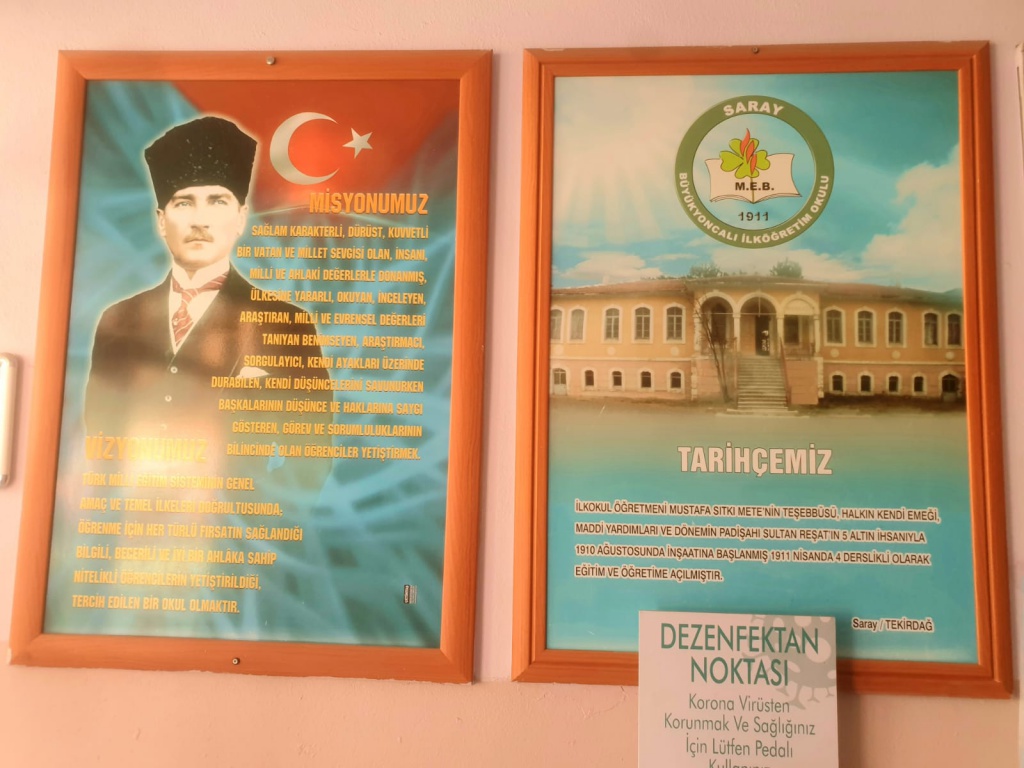 MİSYONUMUZ
SAĞLAM KARAKTERLİ, DÜRÜST, KUVVETLİ
BİR VATAN VE MİLLET SEVGİSİ OLAN, İNSANİ,
MİLLİ VE AHLAKİ DEĞERLERLE DONANMIŞ,
ÜLKESİNE YARARLI, OKUYAN, İNCELEYEN,
ARAŞTIRAN, MİLLİ VE EVRENSEL DEĞERLERİ
TANIYAN BENİMSEYEN, ARAŞTIRMACI,
SORGULAYICI, KENDİ AYAKLARI ÜZERİNDE
DURABİLEN, KENDİ DÜŞÜNCELERİNİ SAVUNURKEN
BAŞKALARININ DÜŞÜNCE VE HAKLARINA SAYGI
GÖSTEREN, GÖREV VE SORUMLULUKLARININ
BİLİNCİNDE OLAN ÖĞRENCİLER YETİŞTİRMEK.
VİZYONUMUZ
TÜRK MİLLİ EĞİTİM SİSTEMİNİN GENEL
AMAÇ VE TEMEL İLKELERİ DOĞRULTUSUNDA;
ÖĞRENME İÇİN HER TÜRLÜ FIRSATIN SAĞLANDIĞI
BİLGİLİ, BECERİLİ VE İYİ BİR AHLÂKA SAHİP
NİTELİKLİ ÖĞRENCİLERİN YETİŞTİRİLDİĞİ,
TERCİH EDİLEN BİR OKUL OLMAKTIR.
SARAY
M.E.B.
1911
BÜYÜKYONCALI İLKÖĞRETİM OKULU
TARİHÇEMİZ
İLKOKUL ÖĞRETMENİ MUSTAFA SITKI METE'NİN TEŞEBBÜSÜ, HALKIN KENDİ EMEĞİ,
MADDİ YARDIMLARI VE DÖNEMİN PADİŞAHI SULTAN REŞAT'IN 5 ALTIN İHSANIYLA
1910 AĞUSTOSUNDA İNŞAATINA BAŞLANMIŞ 1911 NİSANDA 4 DERSLİKLİ OLARAK
EĞİTİM VE ÖĞRETİME AÇILMIŞTIR.
Saray / TEKİRDAĞ
DEZENFEKTAN
NOKTASI
Korona Virüsten
Korunmak Ve Sağlığınız
İçin Lütfen Pedalı